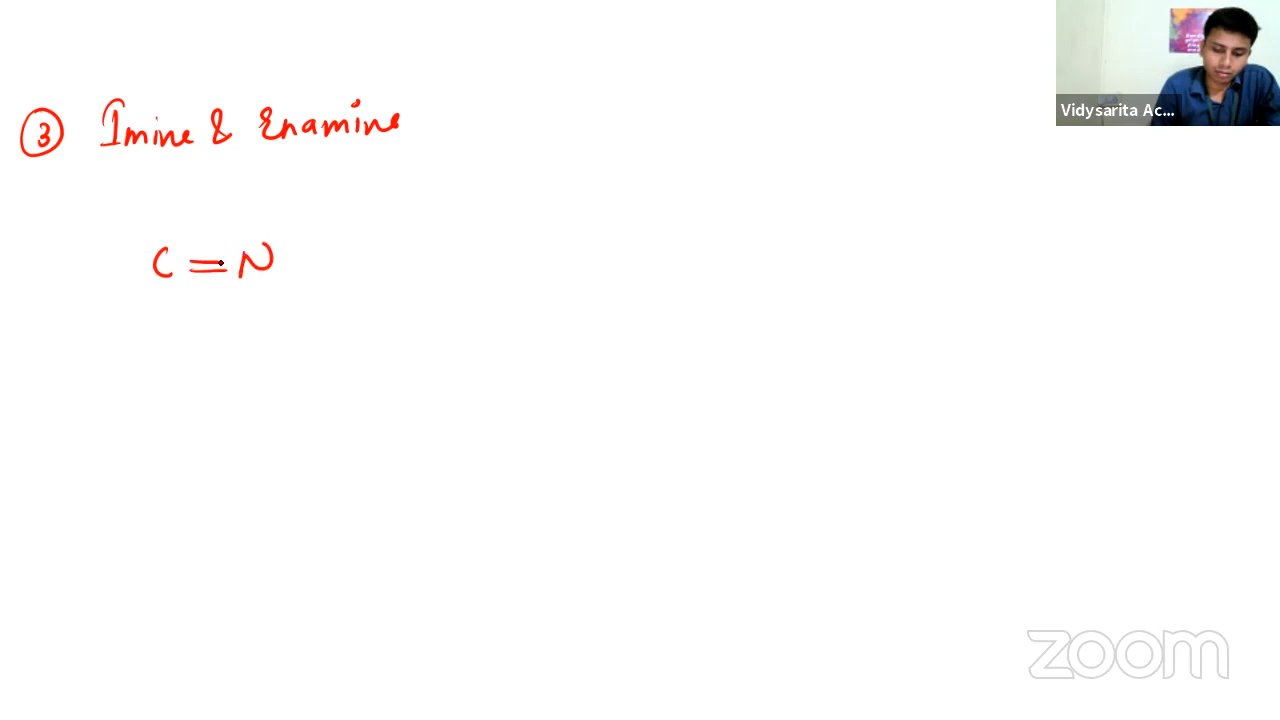 ③ Imine & Enamine
C = N
Vidysarita Ac...
zoom